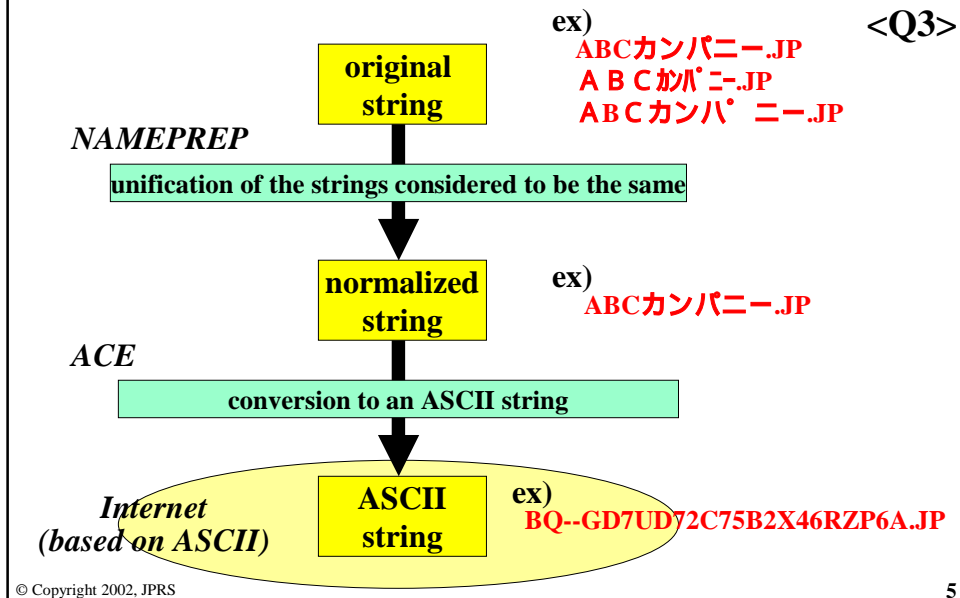 <Q3>
ex)
ABCカンパニー.JP
ＡＢＣｶﾝﾊﾟﾆｰ.JP
ＡＢＣカンハ゜ニー.JP
original
string
NAMEPREP
unification of the strings considered to be the same
normalized
string
ex)
ABCカンパニー.JP
ACE
conversion to an ASCII string
Internet
(based on ASCII)
ASCII
string
ex)
BQ--GD7UD72C75B2X46RZP6A.JP
© Copyright 2002, JPRS
5